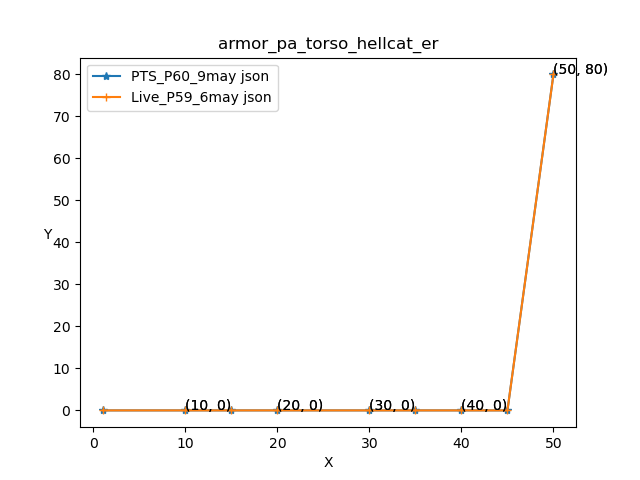 armor_pa_torso_hellcat_er
PTS_P60_9may json
Live_P59_6may json
(50, 80)
80
70
60
50
Y
40
30
20
10
0
(10, 0)
(20, 0)
(30, 0)
(40, 0)
0 10 20 30 40 50
X